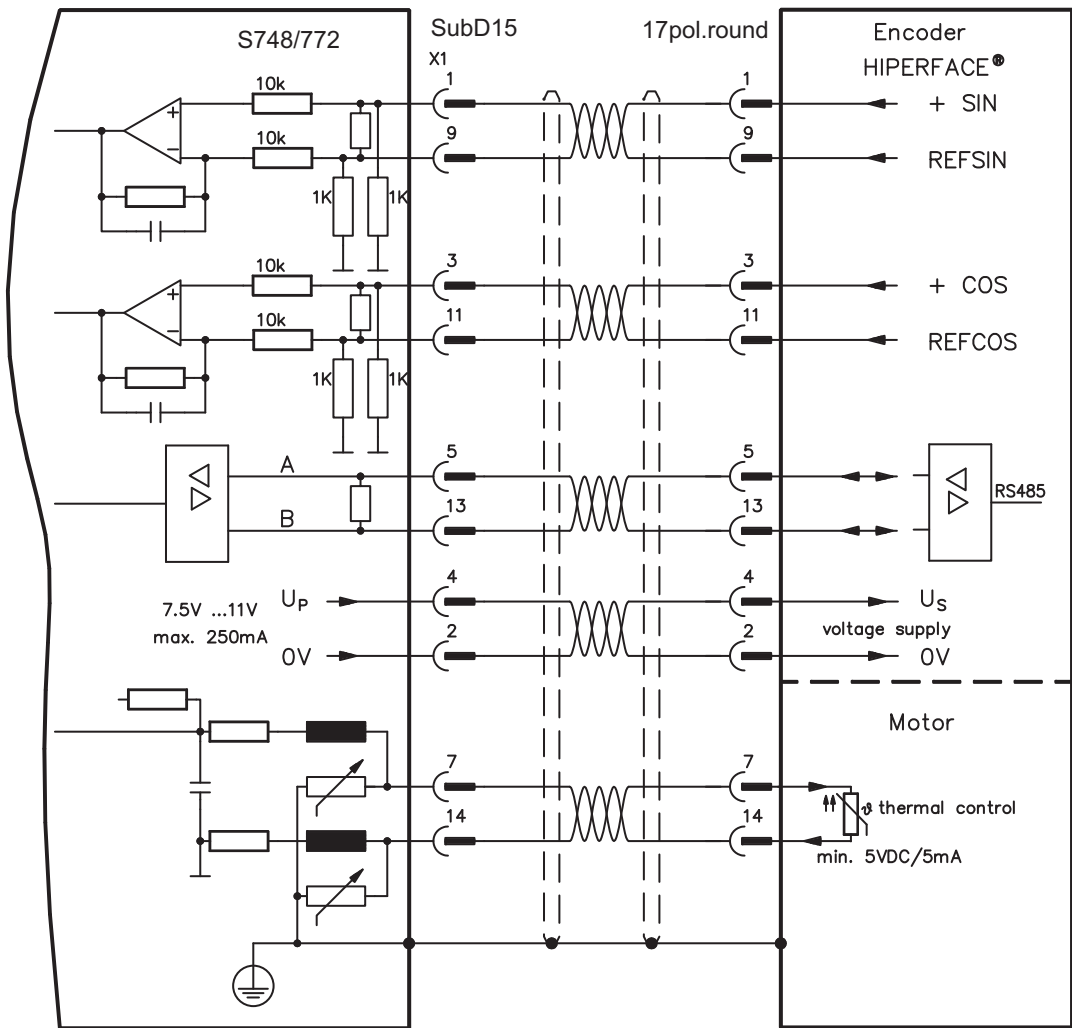 S748/772
SubD15
17pol.round
Encoder
HIPERFACE®
X1
10k
1
1
+ SIN
10k
9
9
REFSIN
1K
1K
10k
3
3
+ COS
10k
11
11
REFCOS
1K
1K
A
5
5
B
13
13
RS485
7.5V ...11V
max. 250mA
UP
4
4
US
voltage supply
0V
2
2
0V
Motor
7
7
ϑ thermal control
14
14
min. 5VDC/5mA